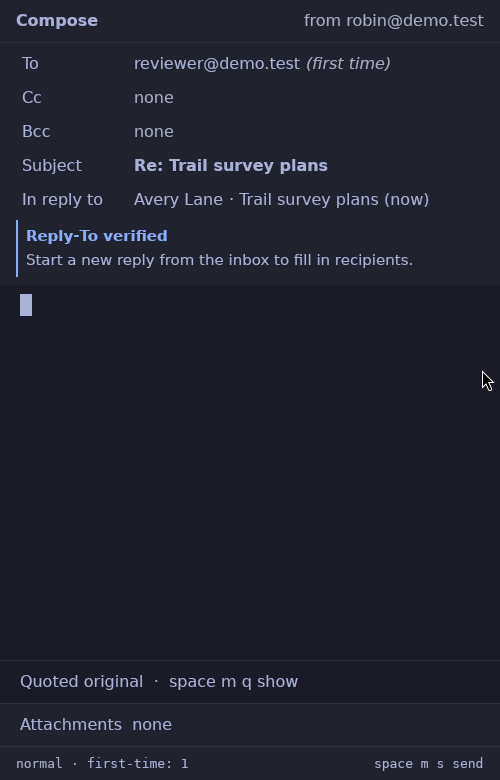 Compose from robin@demo.test
To reviewer@demo.test (first time)
Cc none
Bcc none
Subject Re: Trail survey plans
In reply to Avery Lane · Trail survey plans (now)
Reply-To verified
Start a new reply from the inbox to fill in recipients.
Quoted original · space m q show
Attachments none
normal · first-time: 1 space m s send